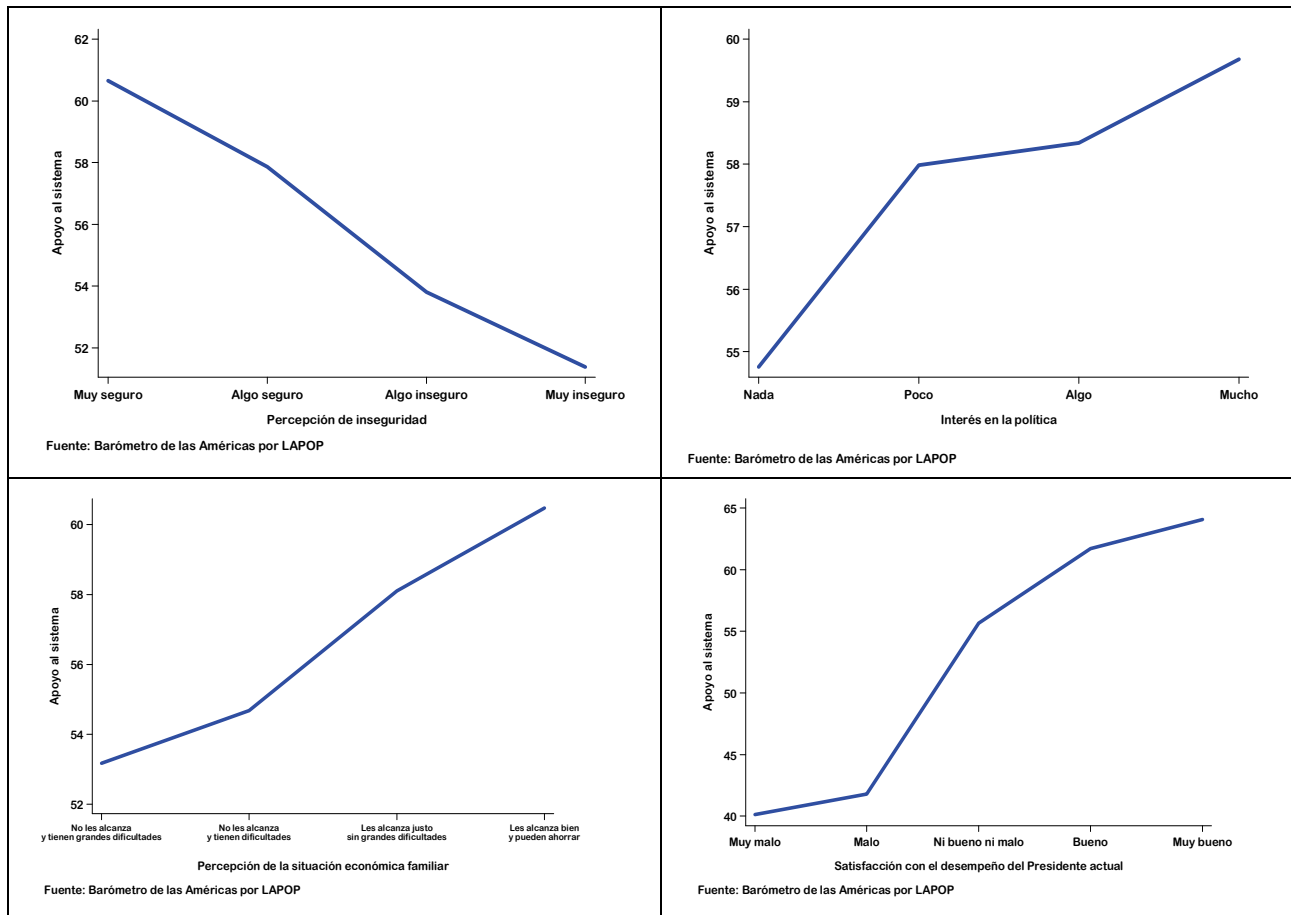 62
60
58
56
54
52
Apoyo al sistema
Muy seguro Algo seguro Algo inseguro Muy inseguro
Percepción de inseguridad
Fuente: Barómetro de las Américas por LAPOP
60
59
58
57
56
55
Apoyo al sistema
Nada Poco Algo Mucho
Interés en la política
Fuente: Barómetro de las Américas por LAPOP
60
58
56
54
52
Apoyo al sistema
No les alcanza No les alcanza Les alcanza justo Les alcanza bien
y tienen grandes dificultades y tienen dificultades sin grandes dificultades y pueden ahorrar
Percepción de la situación económica familiar
Fuente: Barómetro de las Américas por LAPOP
65
60
55
50
45
40
Apoyo al sistema
Muy malo Malo Ni bueno ni malo Bueno Muy bueno
Satisfacción con el desempeño del Presidente actual
Fuente: Barómetro de las Américas por LAPOP